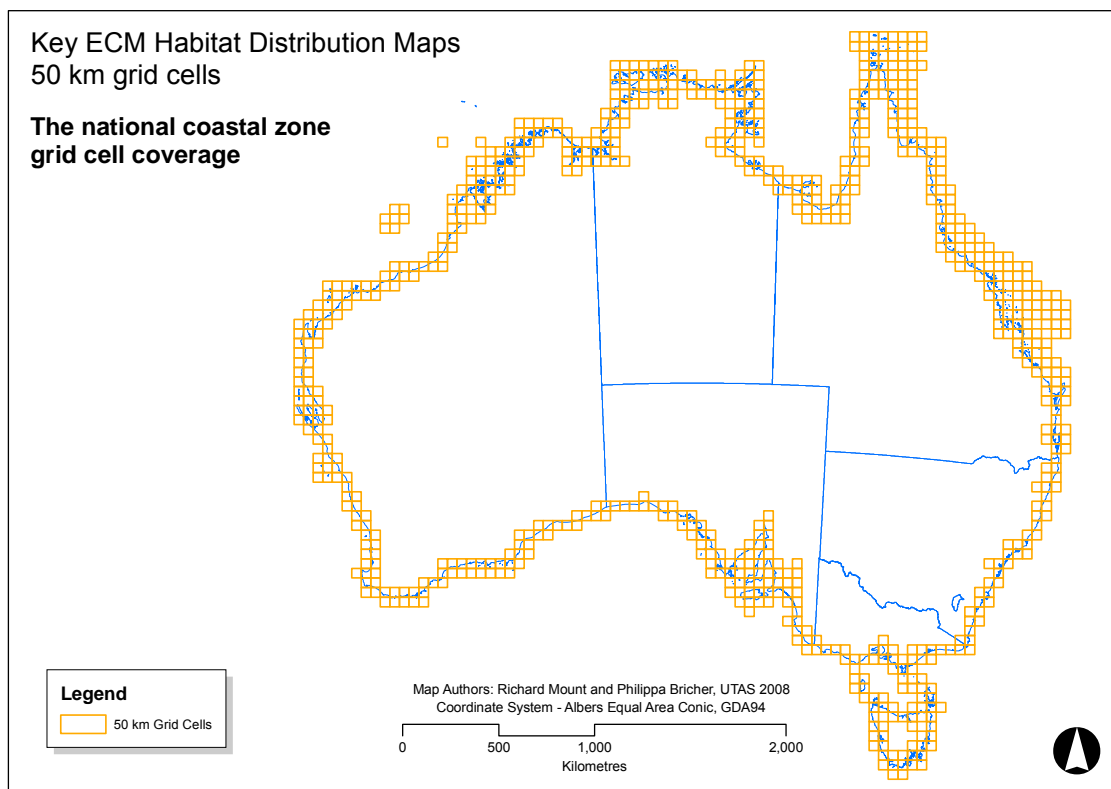 Key ECM Habitat Distribution Maps
50 km grid cells
The national coastal zone
grid cell coverage
Legend
50 km Grid Cells
Map Authors: Richard Mount and Philippa Bricher, UTAS 2008
Coordinate System - Albers Equal Area Conic, GDA94
0 500 1,000 2,000
Kilometres